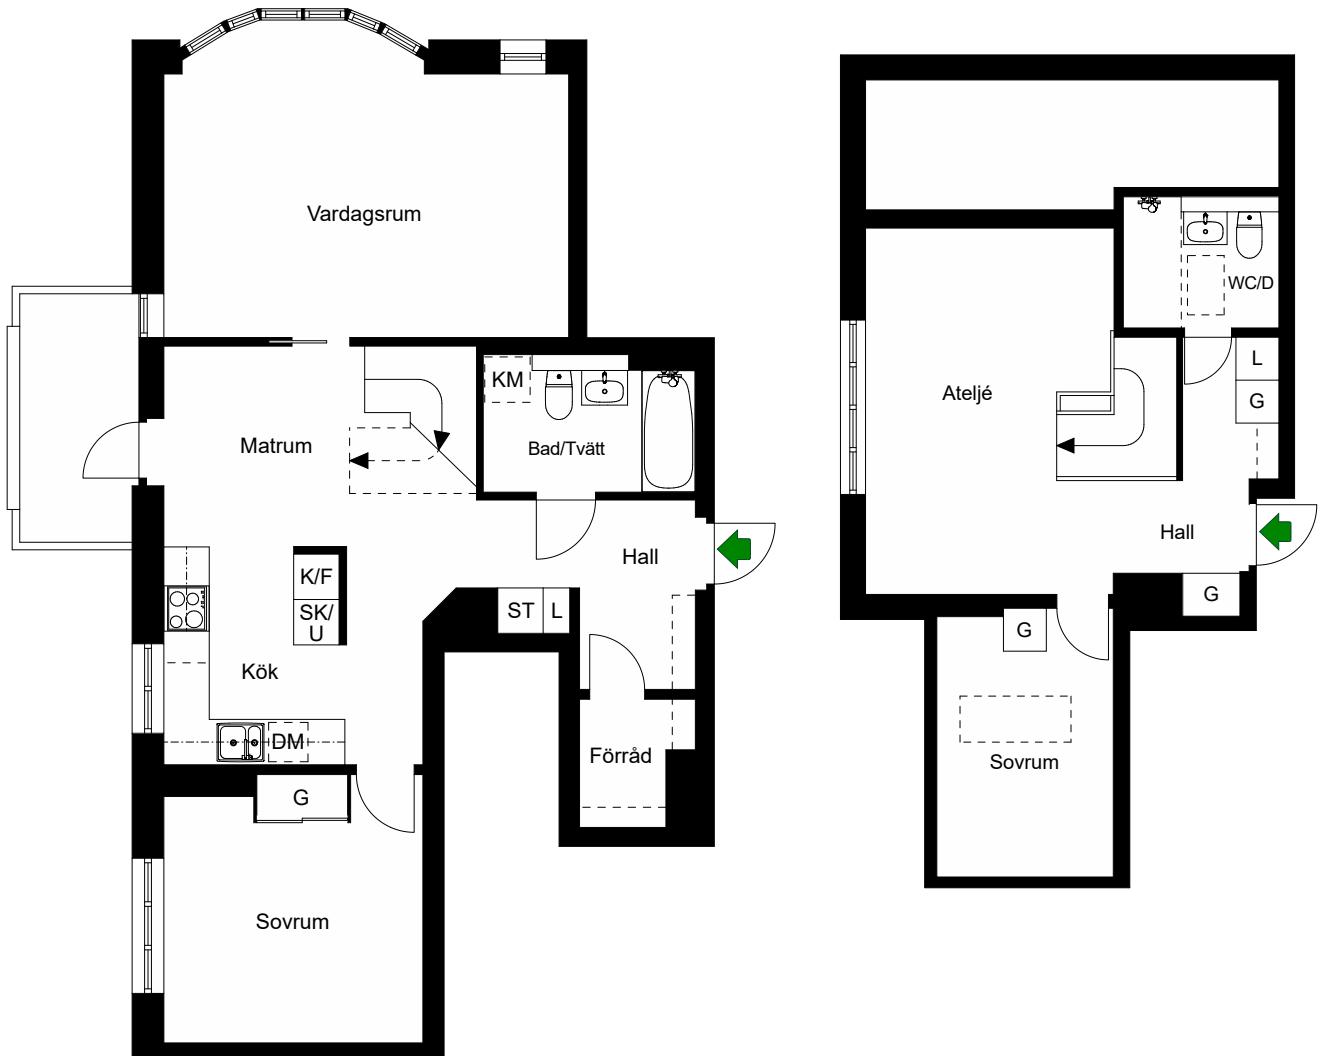 Vardagsrum
Matrum
KM
Bad/Tvätt
Hall
K/F
SK/
U
ST
L
Kök
DM
Förråd
G
Sovrum
WC/D
L
G
Ateljé
Hall
G
G
Sovrum